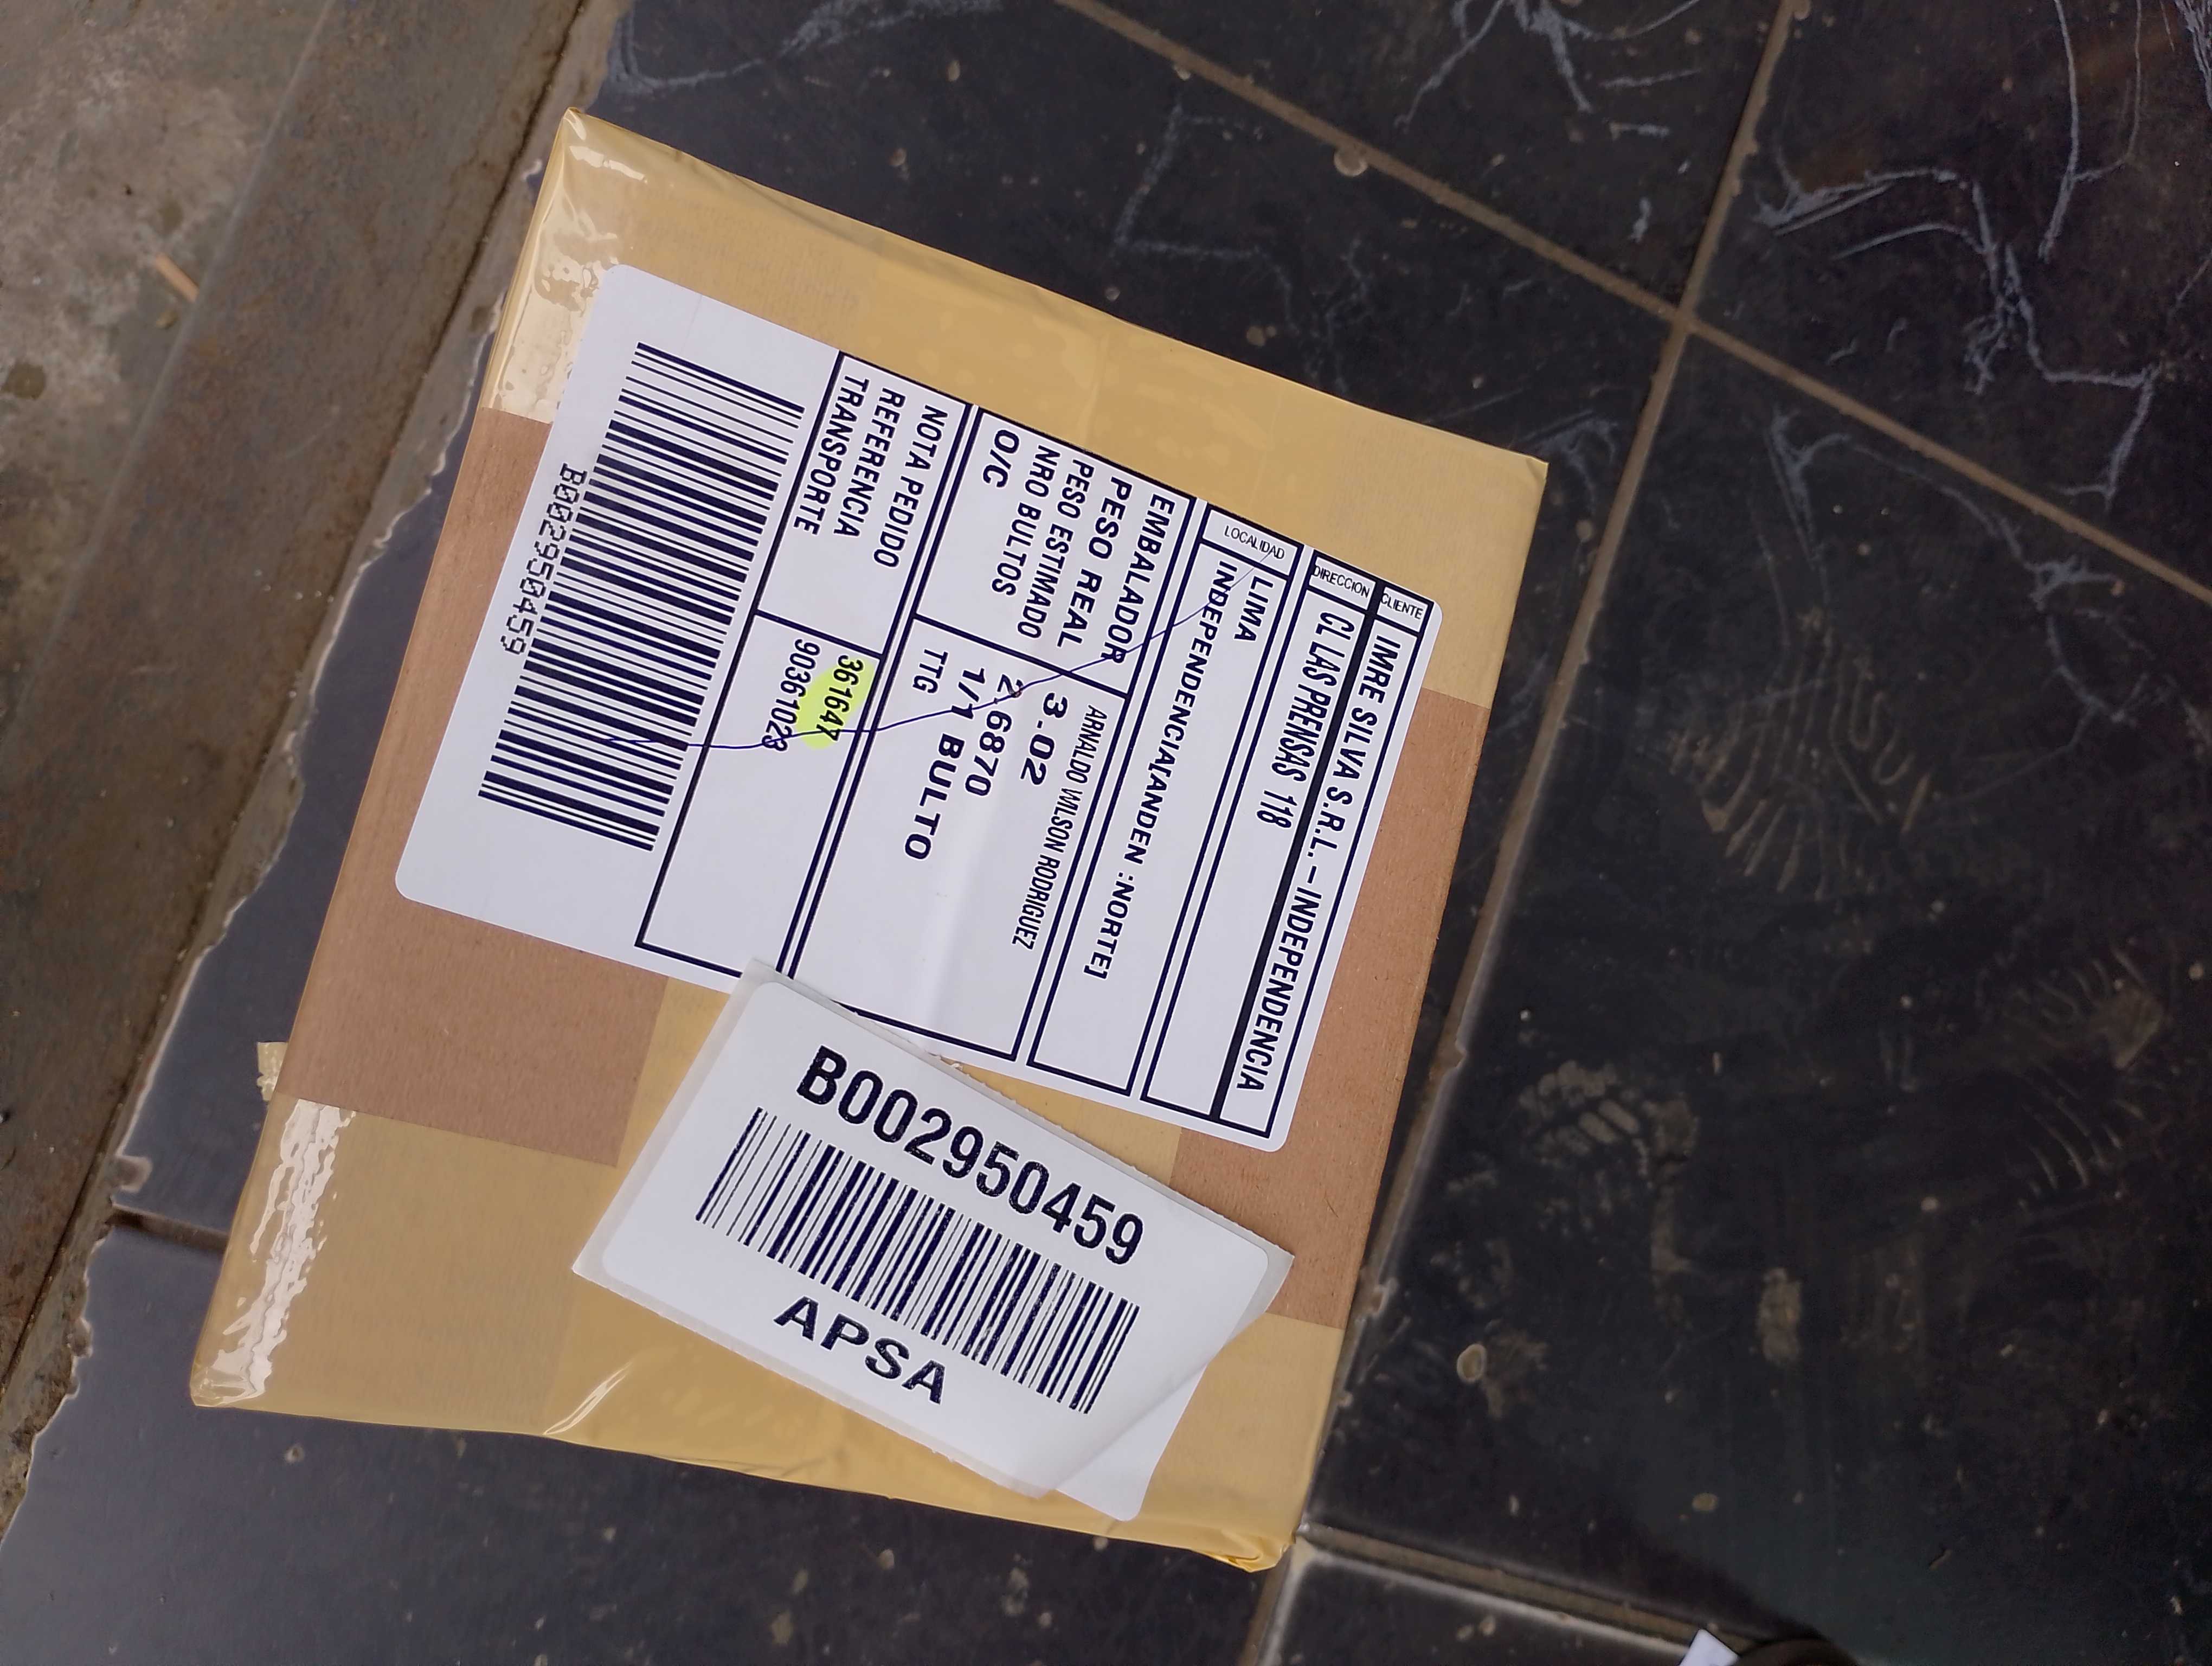 CLIENTE IMRE SILVA S.R.L. - INDEPENDENCIA
DIRECCION CL LAS PRENSAS 118
LOCALIDAD LIMA
INDEPENDENCIA[ANDEN :NORTE]
EMBALADOR ARNALDO WILSON RODRIGUEZ
PESO REAL 3.02
PESO ESTIMADO 2.6870
NRO BULTOS 1/1 BULTO
O/C TTG
NOTA PEDIDO 361647
REFERENCIA 90361023
TRANSPORTE
B002950459
B002950459
APSA